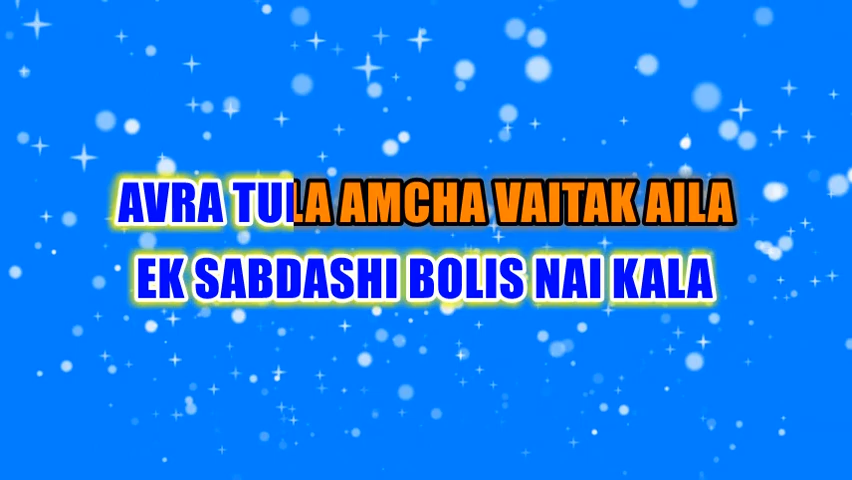 AVRA TULA AMCHA VAITAK AILA
EK SABDASHI BOLIS NAI KALA